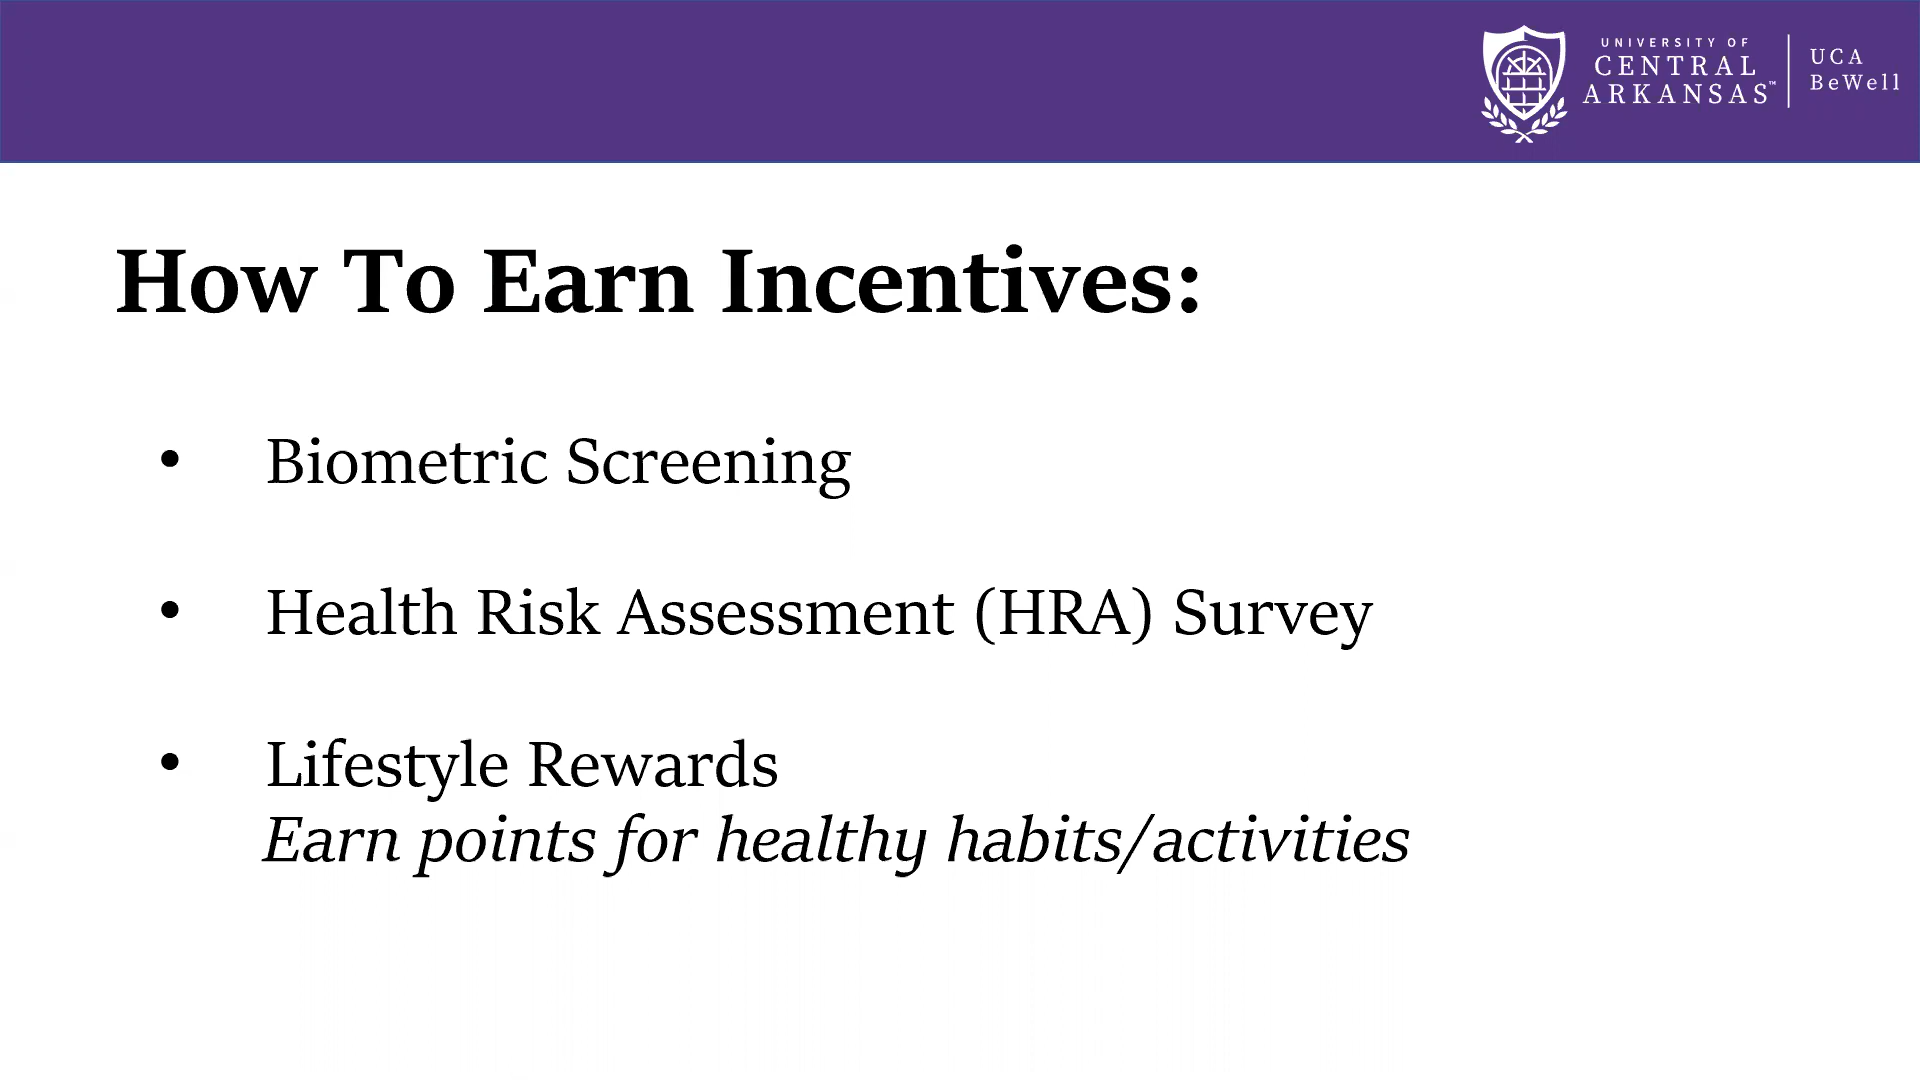 UNIVERSITY OF
CENTRAL
ARKANSAS™
UCA
BeWell
How To Earn Incentives:
• Biometric Screening
• Health Risk Assessment (HRA) Survey
• Lifestyle Rewards
Earn points for healthy habits/activities